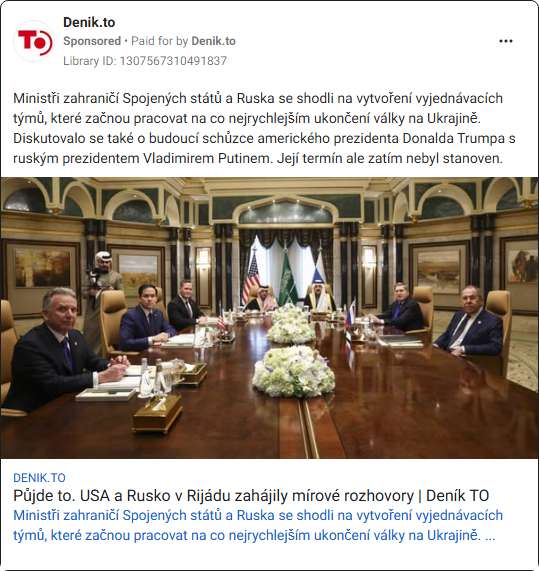 Denik.to
Sponsored • Paid for by Denik.to
Library ID: 1307567310491837
TO
Ministři zahraničí Spojených států a Ruska se shodli na vytvoření vyjednávacích
týmů, které začnou pracovat na co nejrychlejším ukončení války na Ukrajině.
Diskutovalo se také o budoucí schůzce amerického prezidenta Donalda Trumpa s
ruským prezidentem Vladimirem Putinem. Její termín ale zatím nebyl stanoven.
DENIK.TO
Půjde to. USA a Rusko v Rijádu zahájily mírové rozhovory | Deník TO
Ministři zahraničí Spojených států a Ruska se shodli na vytvoření vyjednávacích
týmů, které začnou pracovat na co nejrychlejším ukončení války na Ukrajině. ...